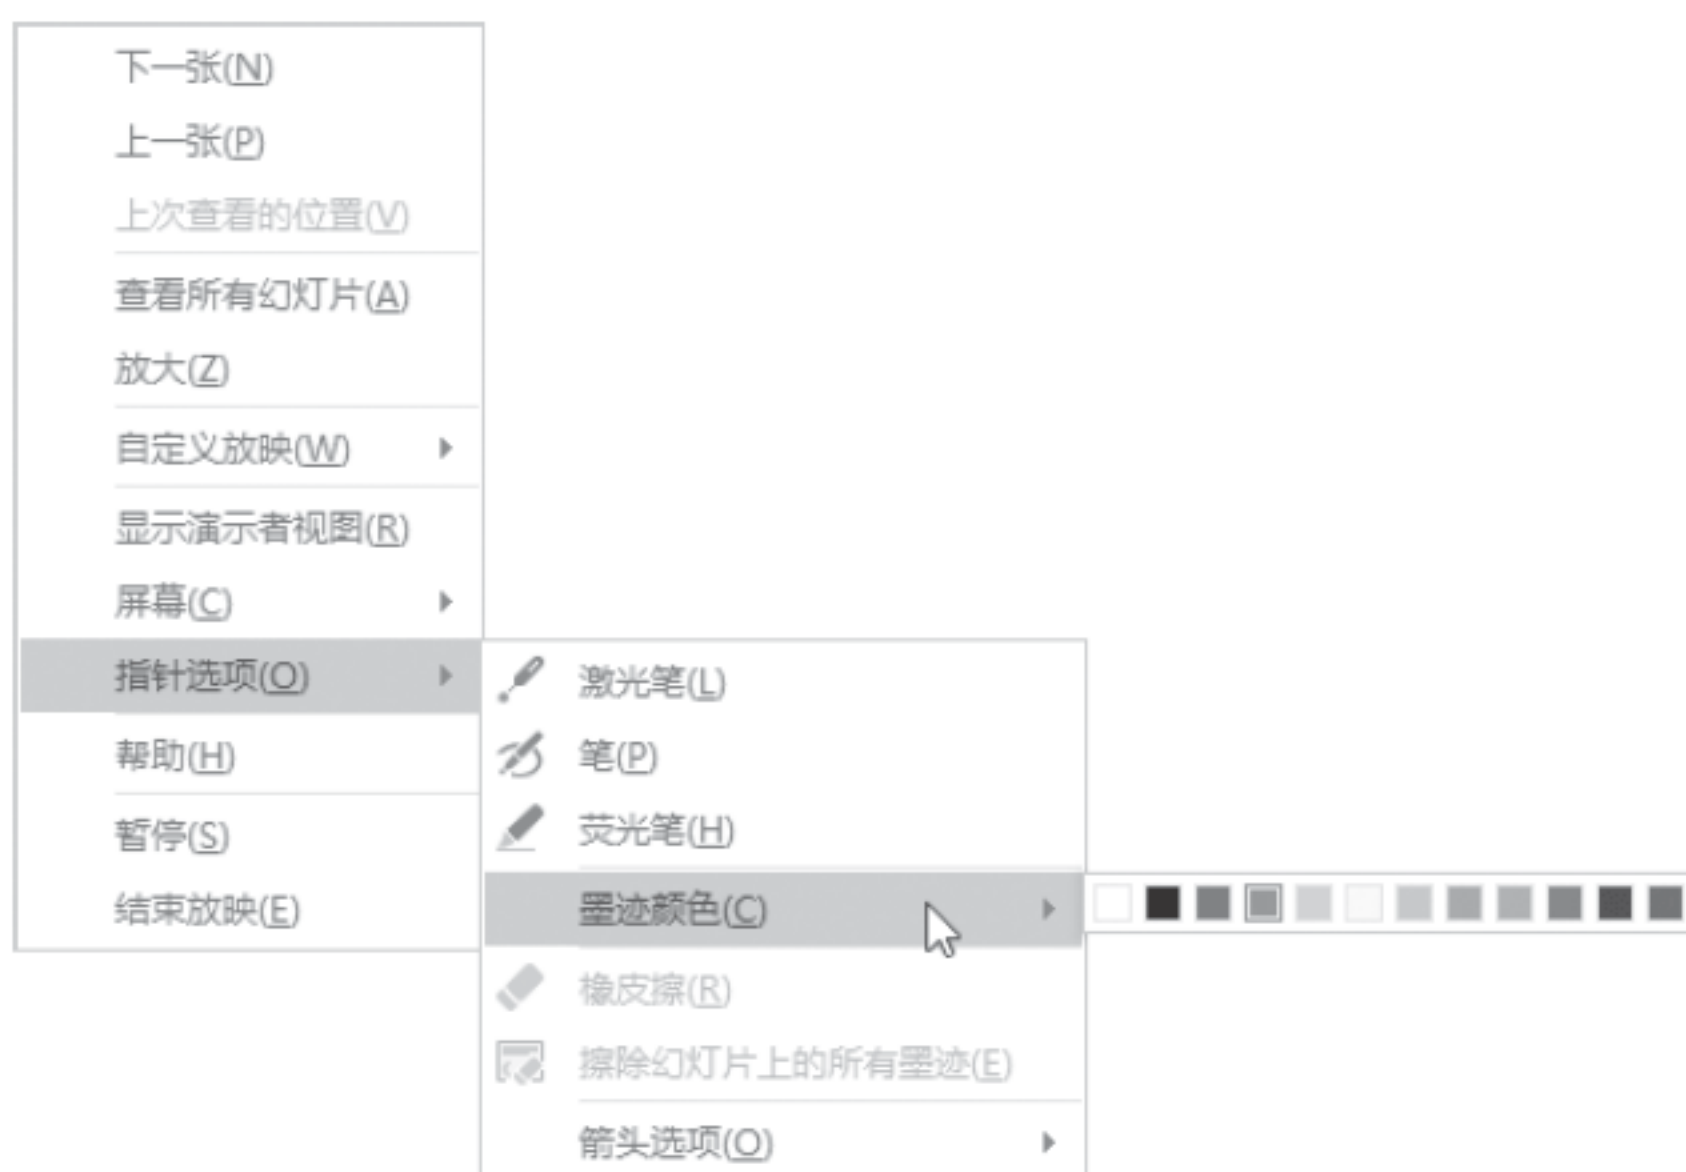 下一张(N)
上一张(P)
上次查看的位置(V)
查看所有幻灯片(A)
放大(Z)
自定义放映(W)
显示演示者视图(R)
屏幕(C)
指针选项(O)
帮助(H)
暂停(S)
结束放映(E)
激光笔(L)
笔(P)
荧光笔(H)
墨迹颜色(C)
橡皮擦(R)
擦除幻灯片上的所有墨迹(E)
箭头选项(O)